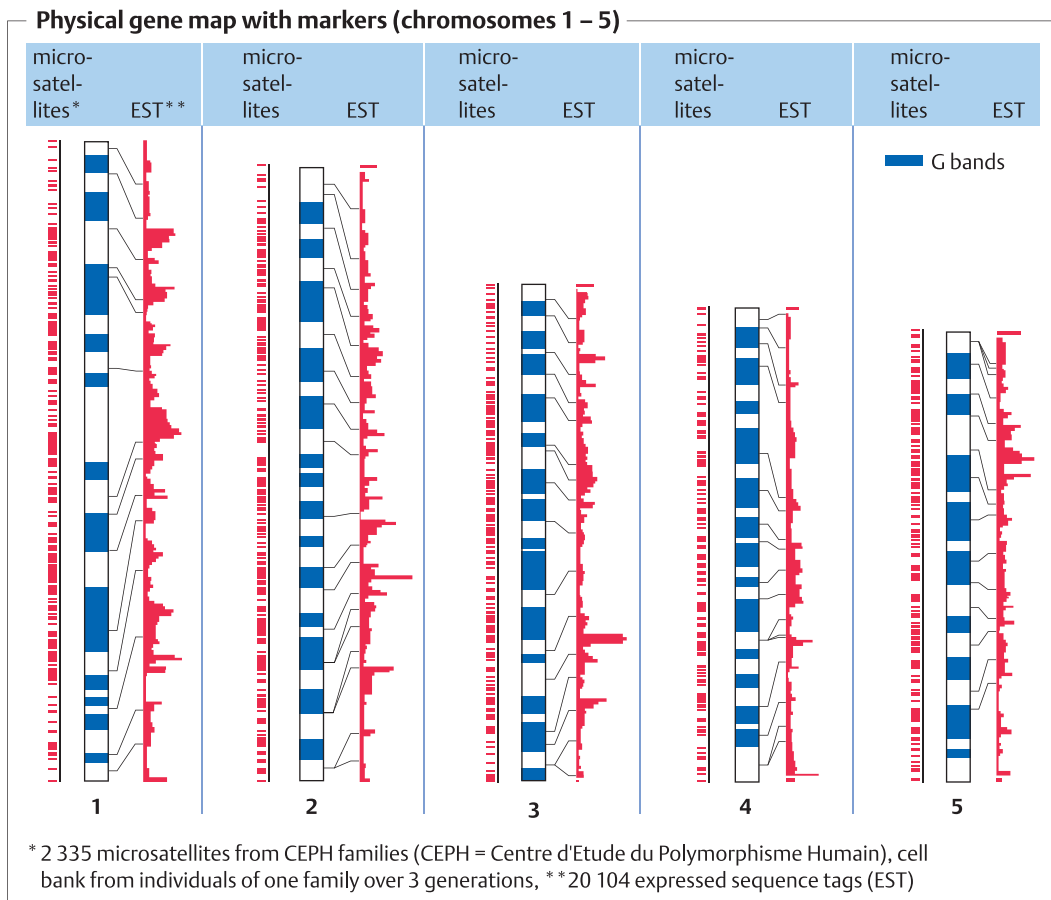 Physical gene map with markers (chromosomes 1 – 5)
micro-
satel-
lites* EST**
micro-
satel-
lites EST
micro-
satel-
lites EST
micro-
satel-
lites EST
micro-
satel-
lites EST
G bands
1 2 3 4 5
* 2 335 microsatellites from CEPH families (CEPH = Centre d'Etude du Polymorphisme Humain), cell
bank from individuals of one family over 3 generations, **20 104 expressed sequence tags (EST)